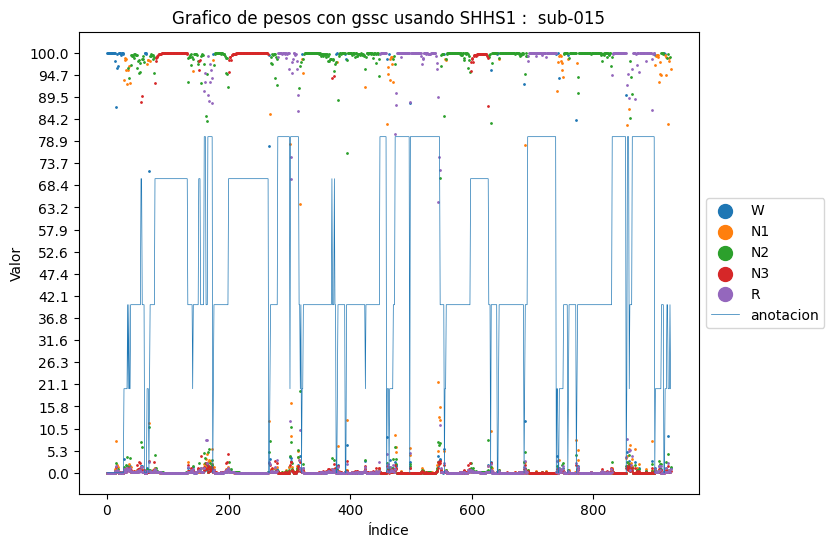 Grafico de pesos con gssc usando SHHS1 :  sub-015
Valor
100.0
94.7
89.5
84.2
78.9
73.7
68.4
63.2
57.9
52.6
47.4
42.1
36.8
31.6
26.3
21.1
15.8
10.5
5.3
0.0
0
200
400
600
800
Índice
W
N1
N2
N3
R
anotacion